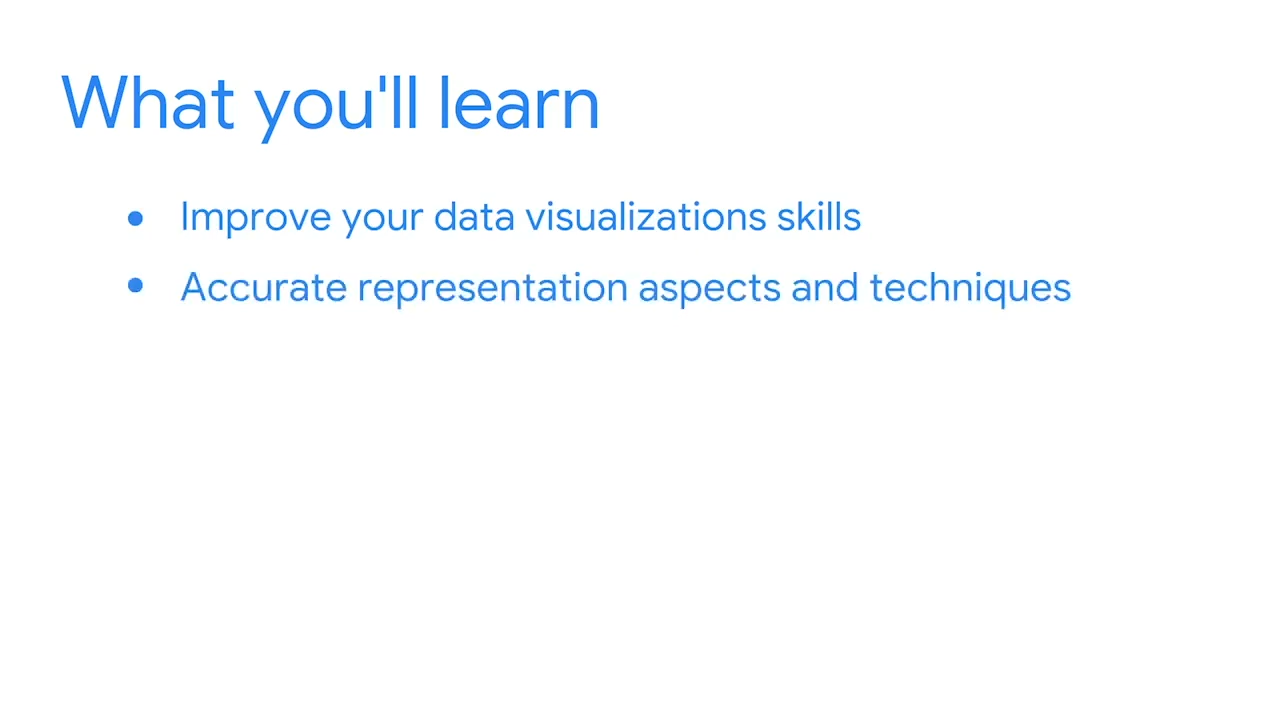 What you'll learn
● Improve your data visualizations skills
● Accurate representation aspects and techniques